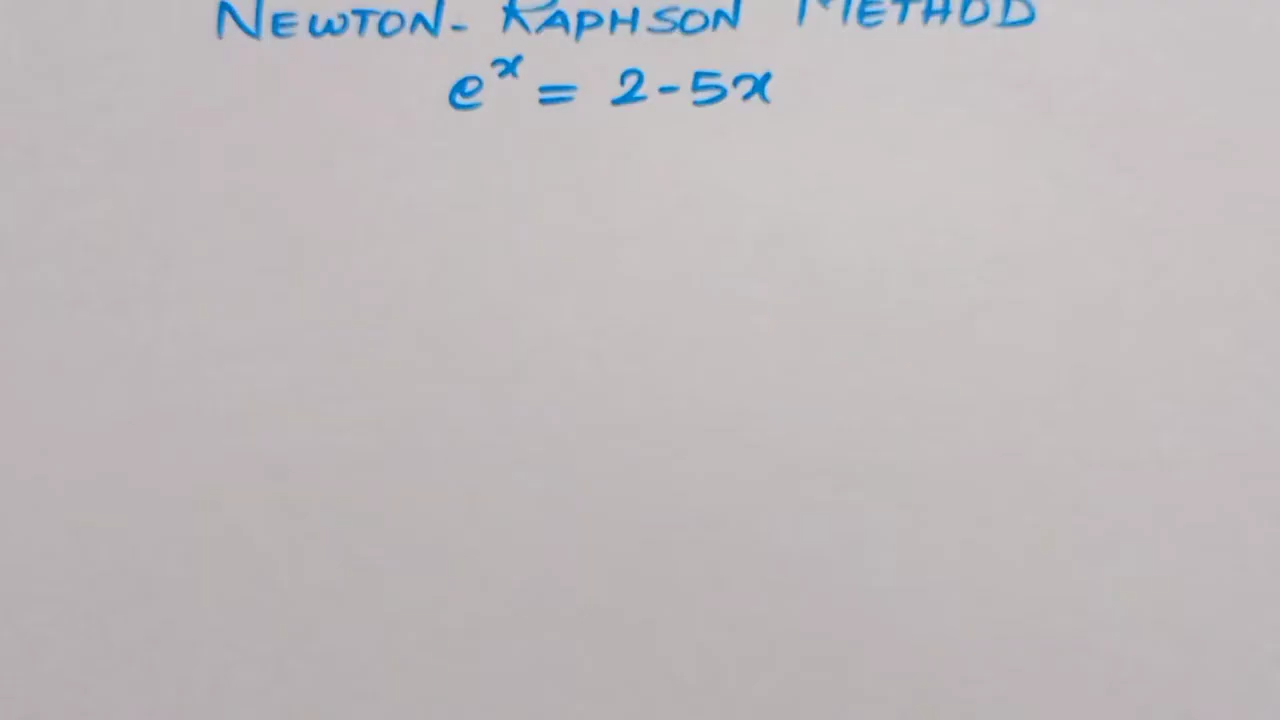 NEWTON- RAPHSON METHOD
e^x = 2-5x